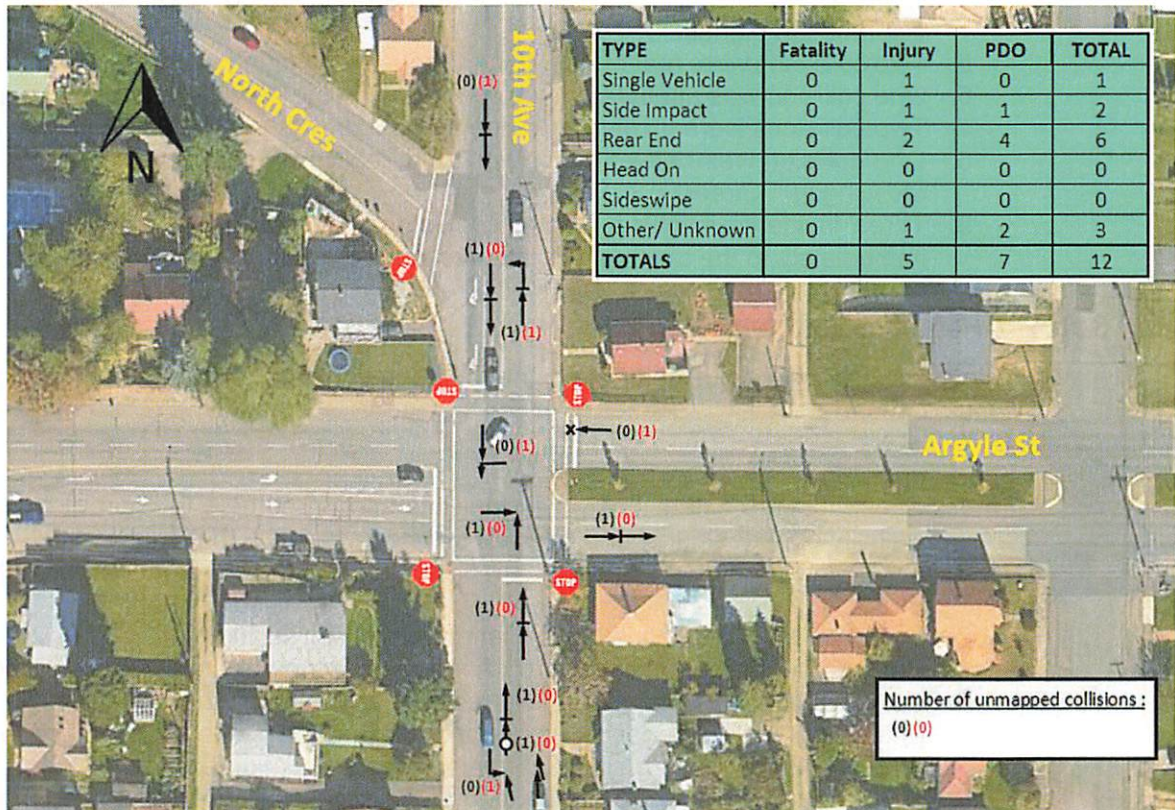 10th Ave
North Cres
N
(0)(1)
TYPE Fatality Injury PDO TOTAL
Single Vehicle 0 1 0 1
Side Impact 0 1 1 2
Rear End 0 2 4 6
Head On 0 0 0 0
Sideswipe 0 0 0 0
Other/ Unknown 0 1 2 3
TOTALS 0 5 7 12
(1)(0)
STOP
(1)(1)
STOP
STOP
(0)(1)
(0)(1)
Argyle St
(1)(0)
(1)(0)
STOP
STOP
(1)(0)
(1)(0)
(1)(0)
(0)(1)
Number of unmapped collisions :
(0)(0)